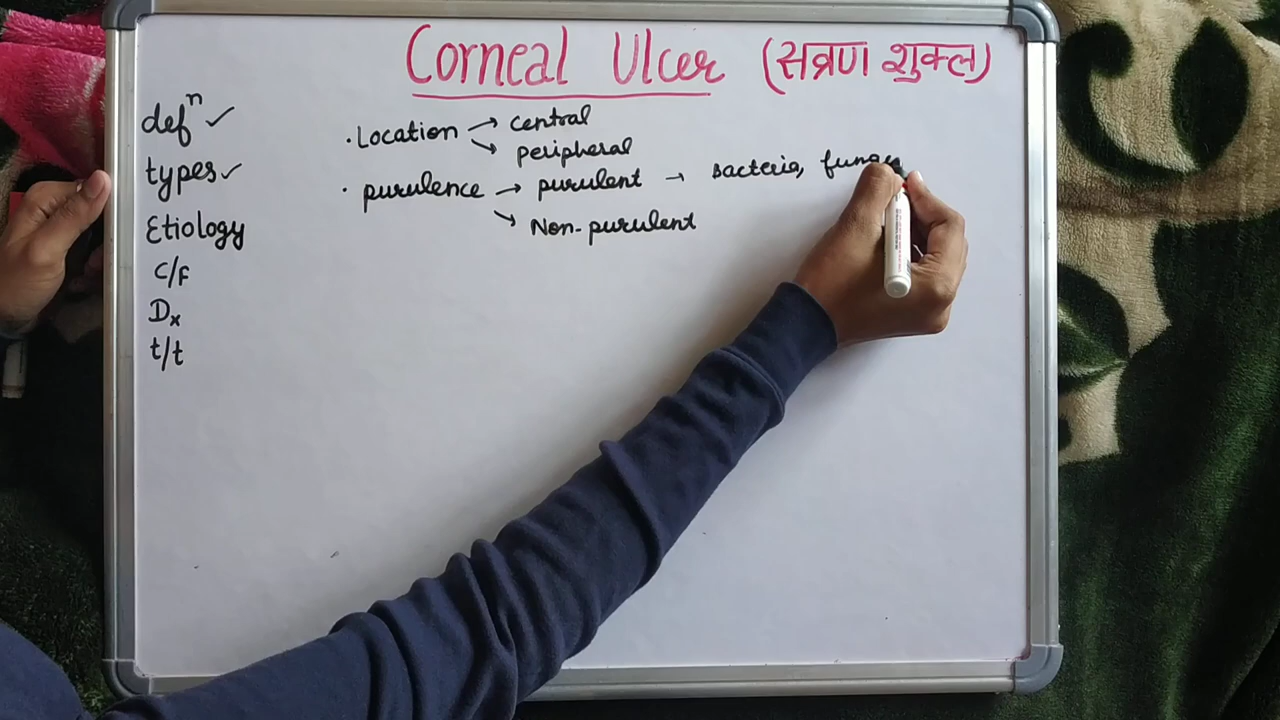 Corneal Ulcer (सव्रण शुक्ल)
defⁿ ✓
types ✓
Etiology
C/F
Dx
t/t
· Location → central
→ peripheral
· purulence → purulent → Bacteria,
→ Non-purulent